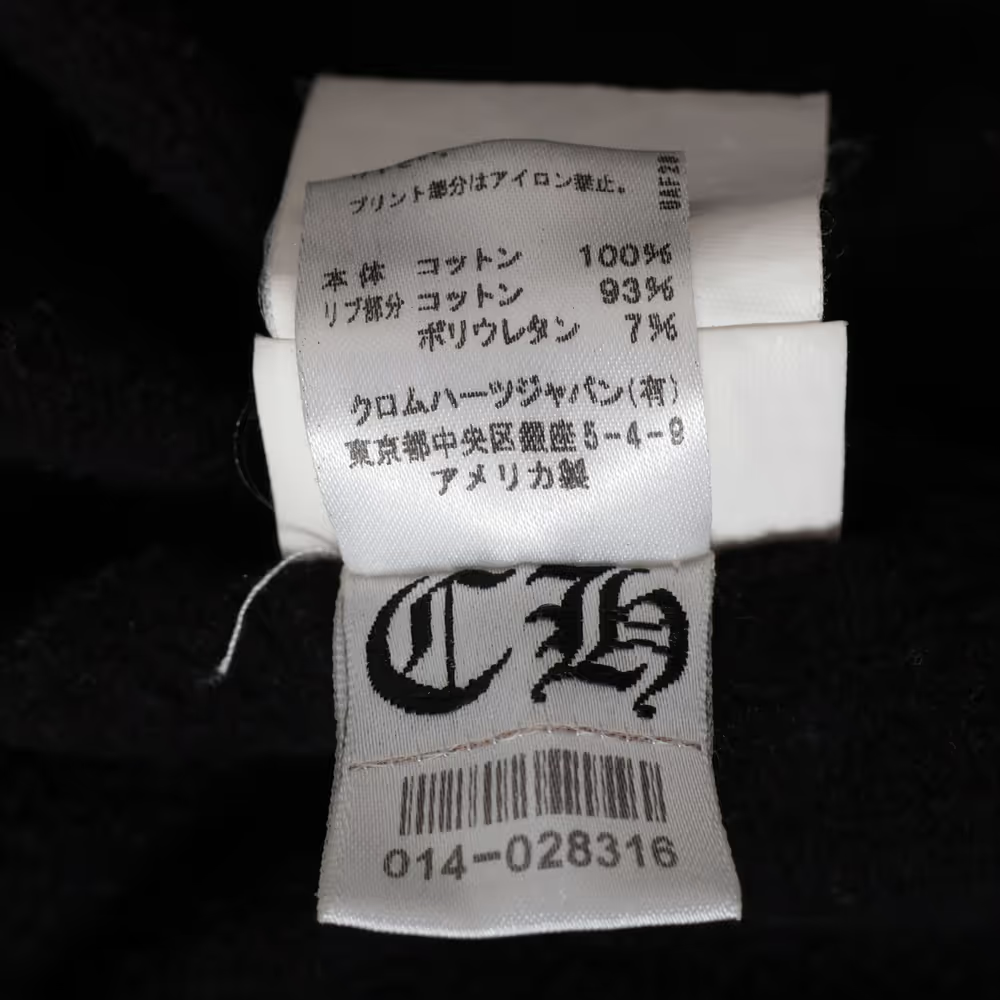 プリント部分はアイロン禁止。
本体 コットン 100%
リブ部分 コットン 93%
ポリウレタン 7%
クロムハーツジャパン(有)
東京都中央区銀座5-4-9
アメリカ製
CH
014-028316